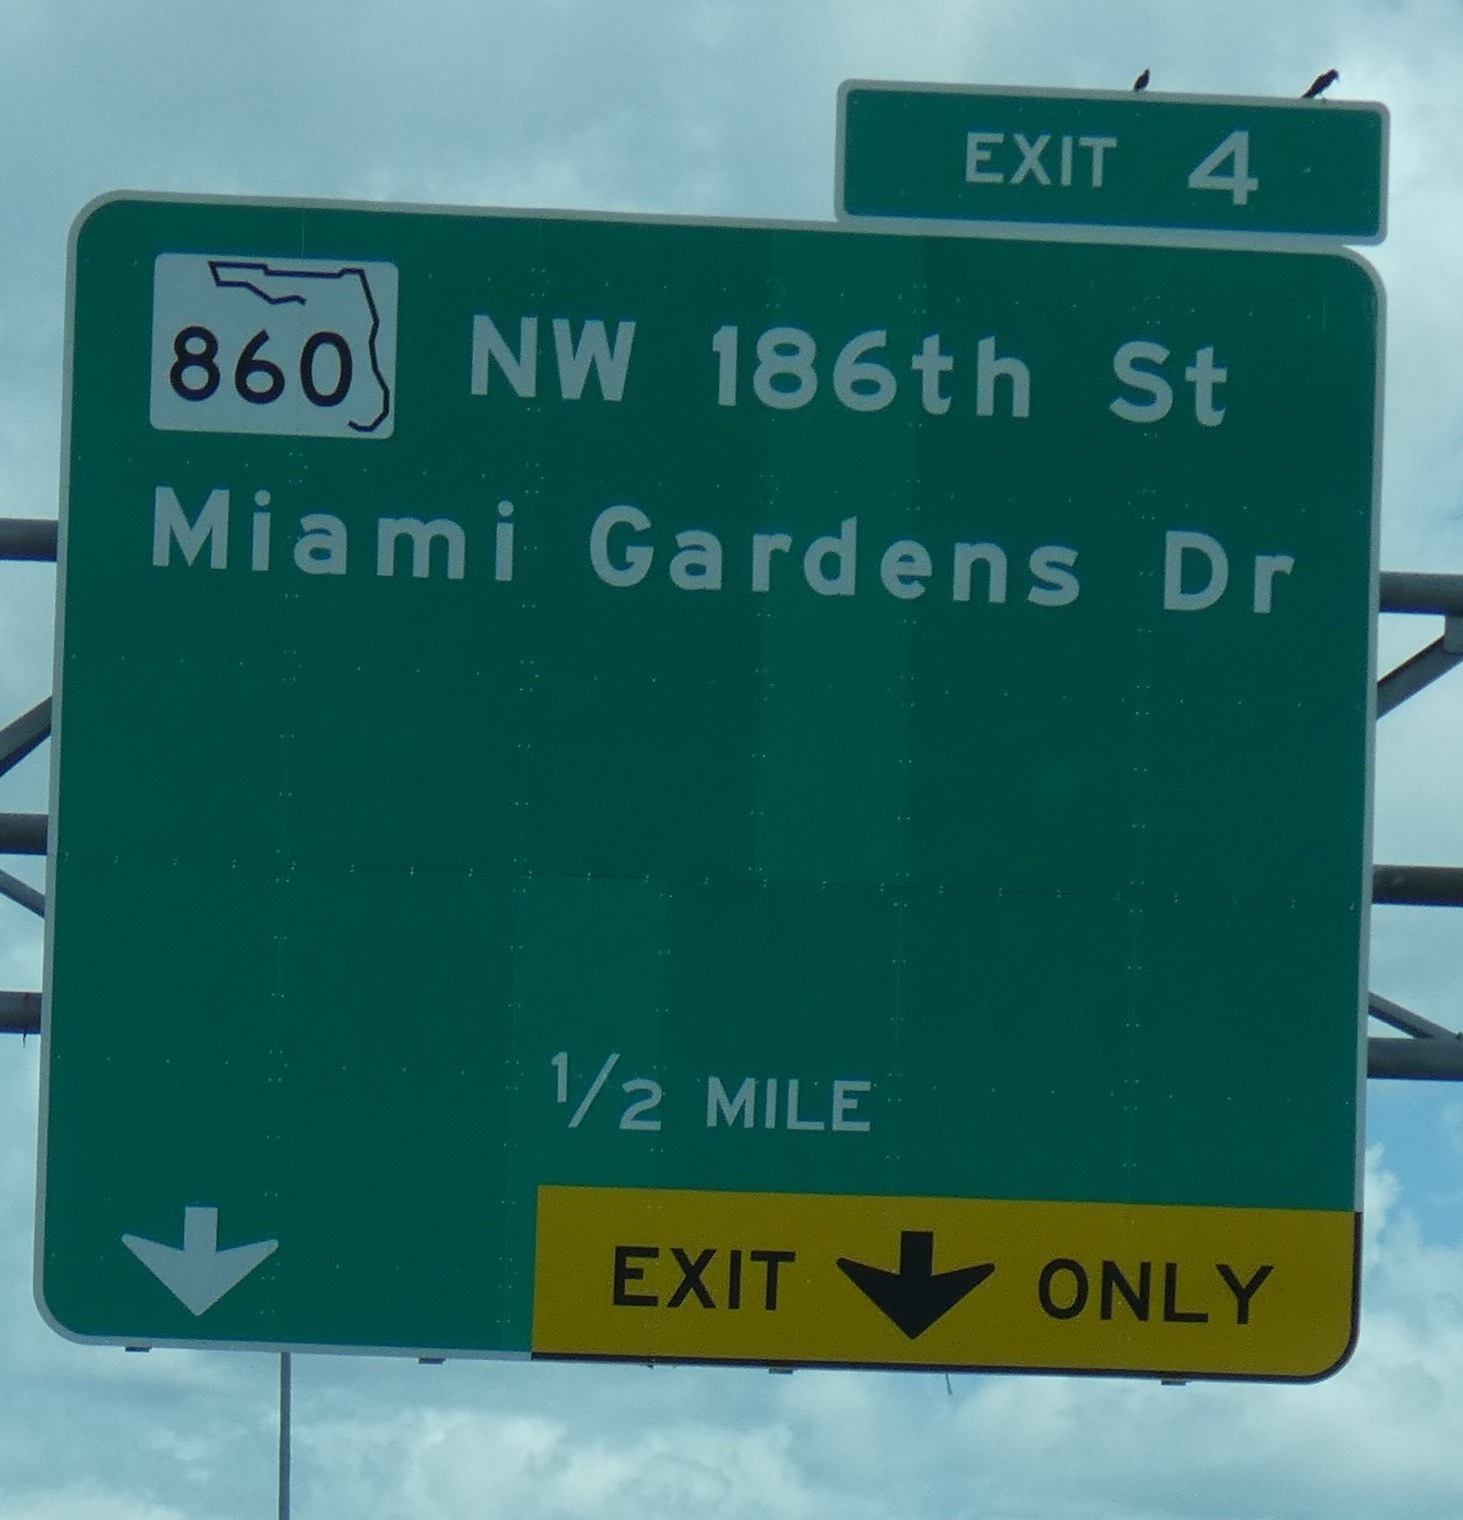 EXIT 4
860 NW 186th St
Miami Gardens Dr
1/2 MILE
EXIT ONLY